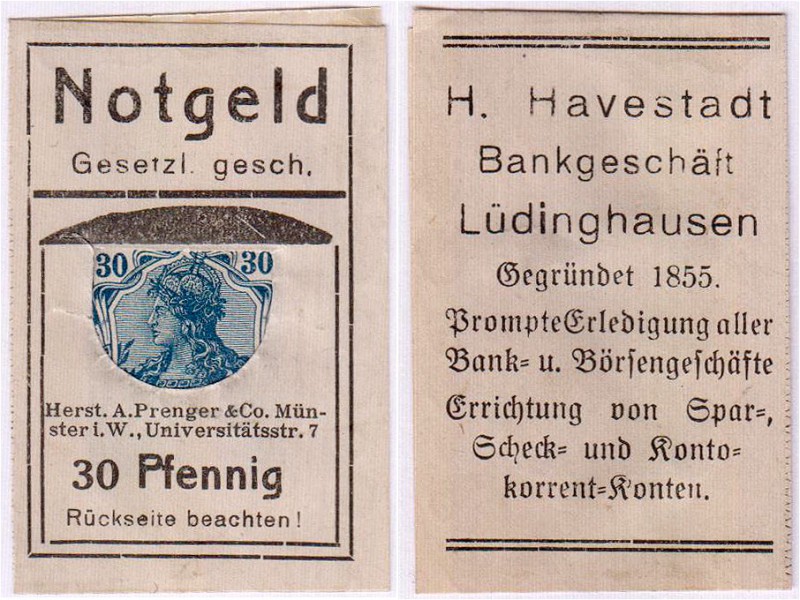 Notgeld
Gesetzl. gesch.
30 30
Herst. A.Prenger &Co. Mün-
ster i.W., Universitätsstr. 7
30 Pfennig
Rückseite beachten!
H. Havestadt
Bankgeschäft
Lüdinghausen
Gegründet 1855.
Prompte Erledigung aller
Bank- u. Börsengeschäfte
Errichtung von Spar-,
Scheck- und Konto-
korrent-Konten.